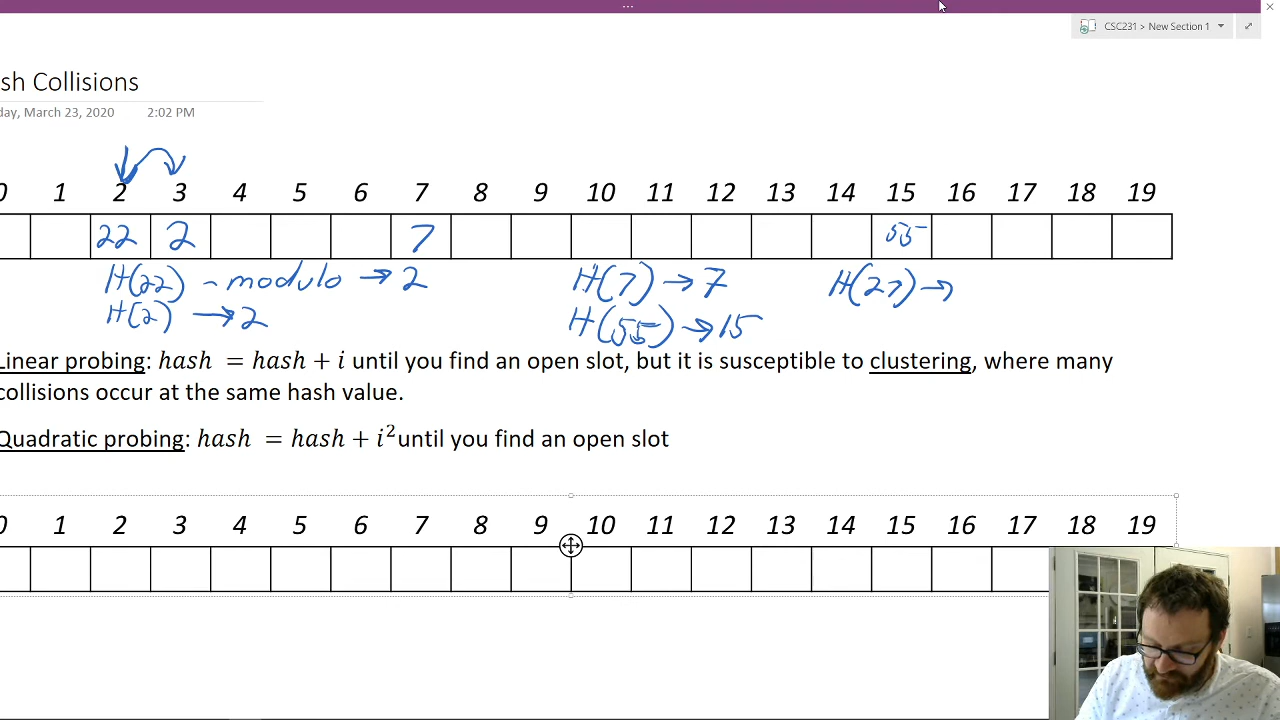 ...
CSC231 > New Section 1
sh Collisions
day, March 23, 2020 2:02 PM
0 1 2 3 4 5 6 7 8 9 10 11 12 13 14 15 16 17 18 19
22 2 7 55
H(22) - modulo → 2 H(7) → 7 H(27) →
H(2) → 2 H(55) → 15
Linear probing: hash = hash + i until you find an open slot, but it is susceptible to clustering, where many
collisions occur at the same hash value.
Quadratic probing: hash = hash + i² until you find an open slot
0 1 2 3 4 5 6 7 8 9 10 11 12 13 14 15 16 17 18 19